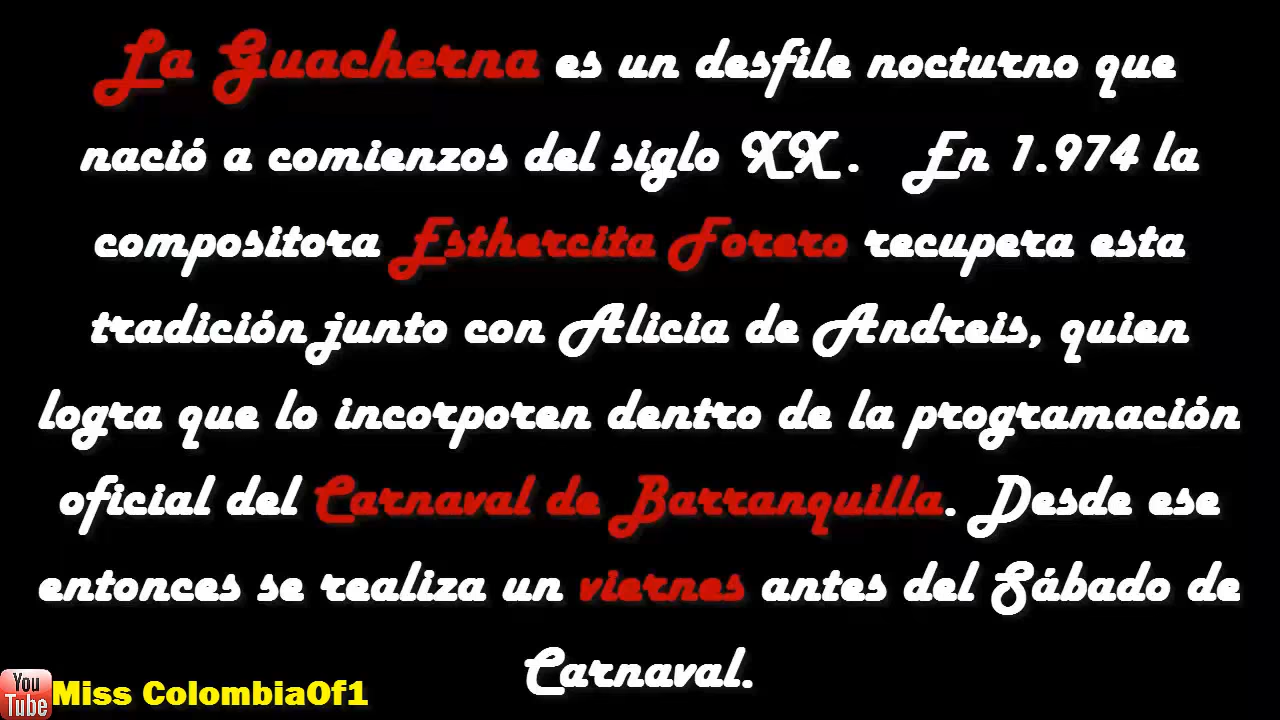 La Guacherna es un desfile nocturno que
nació a comienzos del siglo XX. En 1.974 la
compositora Esthercita Forero recupera esta
tradición junto con Alicia de Andreis, quien
logra que lo incorporen dentro de la programación
oficial del Carnaval de Barranquilla. Desde ese
entonces se realiza un viernes antes del Sábado de
Carnaval.
You
Tube Miss ColombiaOf1